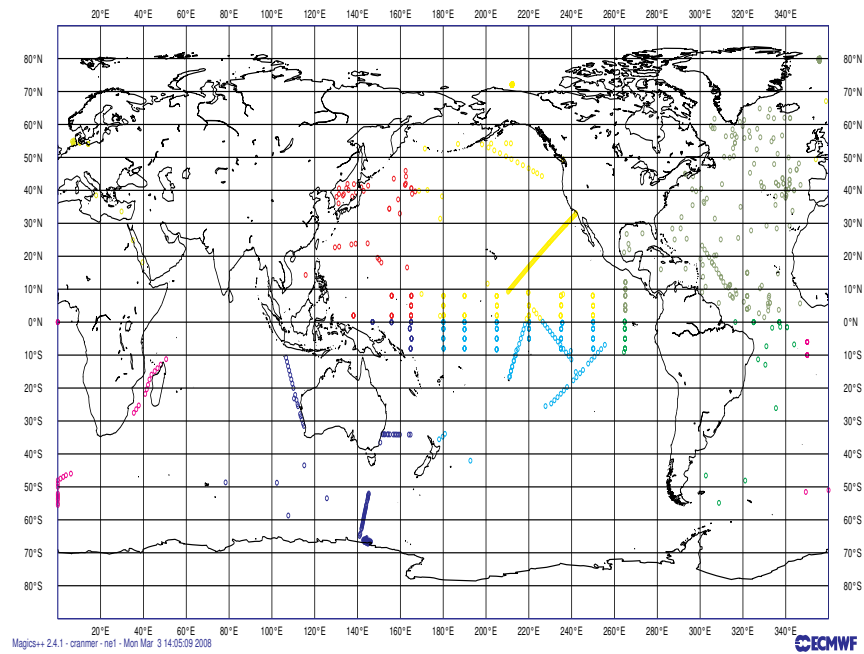 20°E 40°E 60°E 80°E 100°E 120°E 140°E 160°E 180°E 200°E 220°E 240°E 260°E 280°E 300°E 320°E 340°E
80°N 80°N
70°N 70°N
60°N 60°N
50°N 50°N
40°N 40°N
30°N 30°N
20°N 20°N
10°N 10°N
0°N 0°N
10°S 10°S
20°S 20°S
30°S 30°S
40°S 40°S
50°S 50°S
60°S 60°S
70°S 70°S
80°S 80°S
20°E 40°E 60°E 80°E 100°E 120°E 140°E 160°E 180°E 200°E 220°E 240°E 260°E 280°E 300°E 320°E 340°E
Magics++ 2.4.1 - cranmer - ne1 - Mon Mar 3 14:05:09 2008
ECMWF